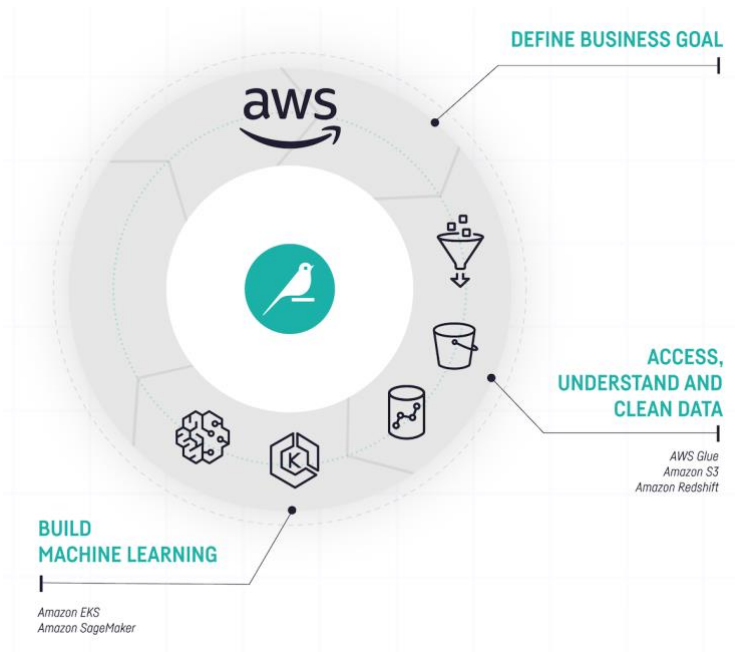 DEFINE BUSINESS GOAL
aws
K
ACCESS,
UNDERSTAND AND
CLEAN DATA
AWS Glue
Amazon S3
Amazon Redshift
BUILD
MACHINE LEARNING
Amazon EKS
Amazon SageMaker